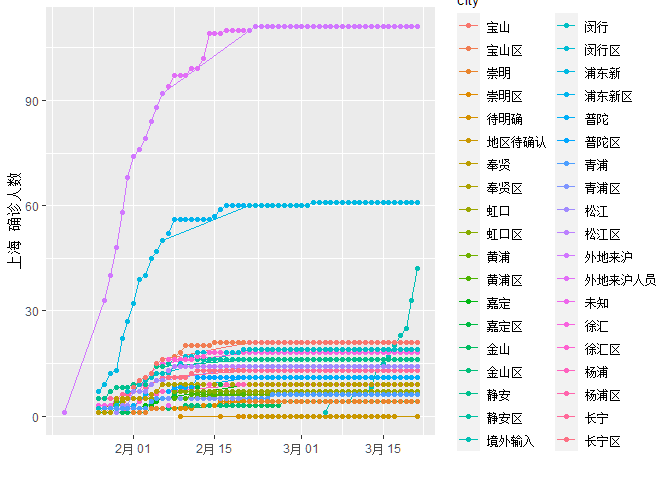 city
宝山
宝山区
崇明
崇明区
待明确
地区待确认
奉贤
奉贤区
虹口
虹口区
黄浦
黄浦区
嘉定
嘉定区
金山
金山区
静安
静安区
境外输入
闵行
闵行区
浦东新
浦东新区
普陀
普陀区
青浦
青浦区
松江
松江区
外地来沪
外地来沪人员
未知
徐汇
徐汇区
杨浦
杨浦区
长宁
长宁区
上海 确诊人数
90
60
30
0
2月 01
2月 15
3月 01
3月 15